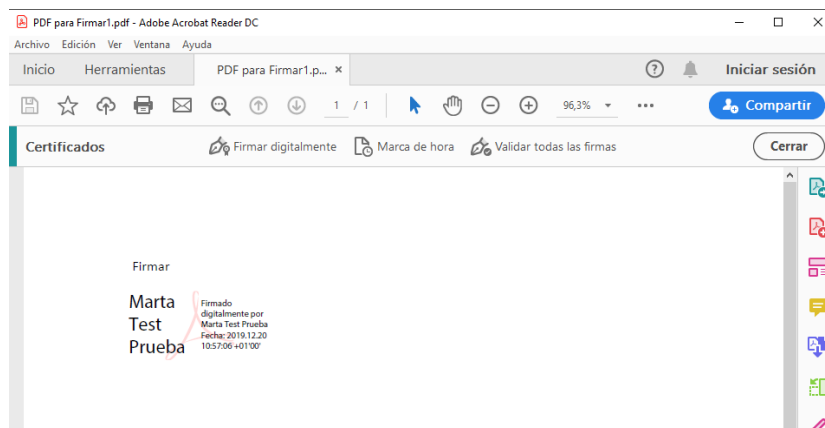 PDF para Firmar1.pdf - Adobe Acrobat Reader DC
Archivo Edición Ver Ventana Ayuda
Inicio Herramientas PDF para Firmar1.p... × Iniciar sesión
1 / 1 96,3% Compartir
Certificados Firmar digitalmente Marca de hora Validar todas las firmas Cerrar
Firmar
Marta
Test
Prueba
Firmado
digitalmente por
Marta Test Prueba
Fecha: 2019.12.20
10:57:06 +01'00'